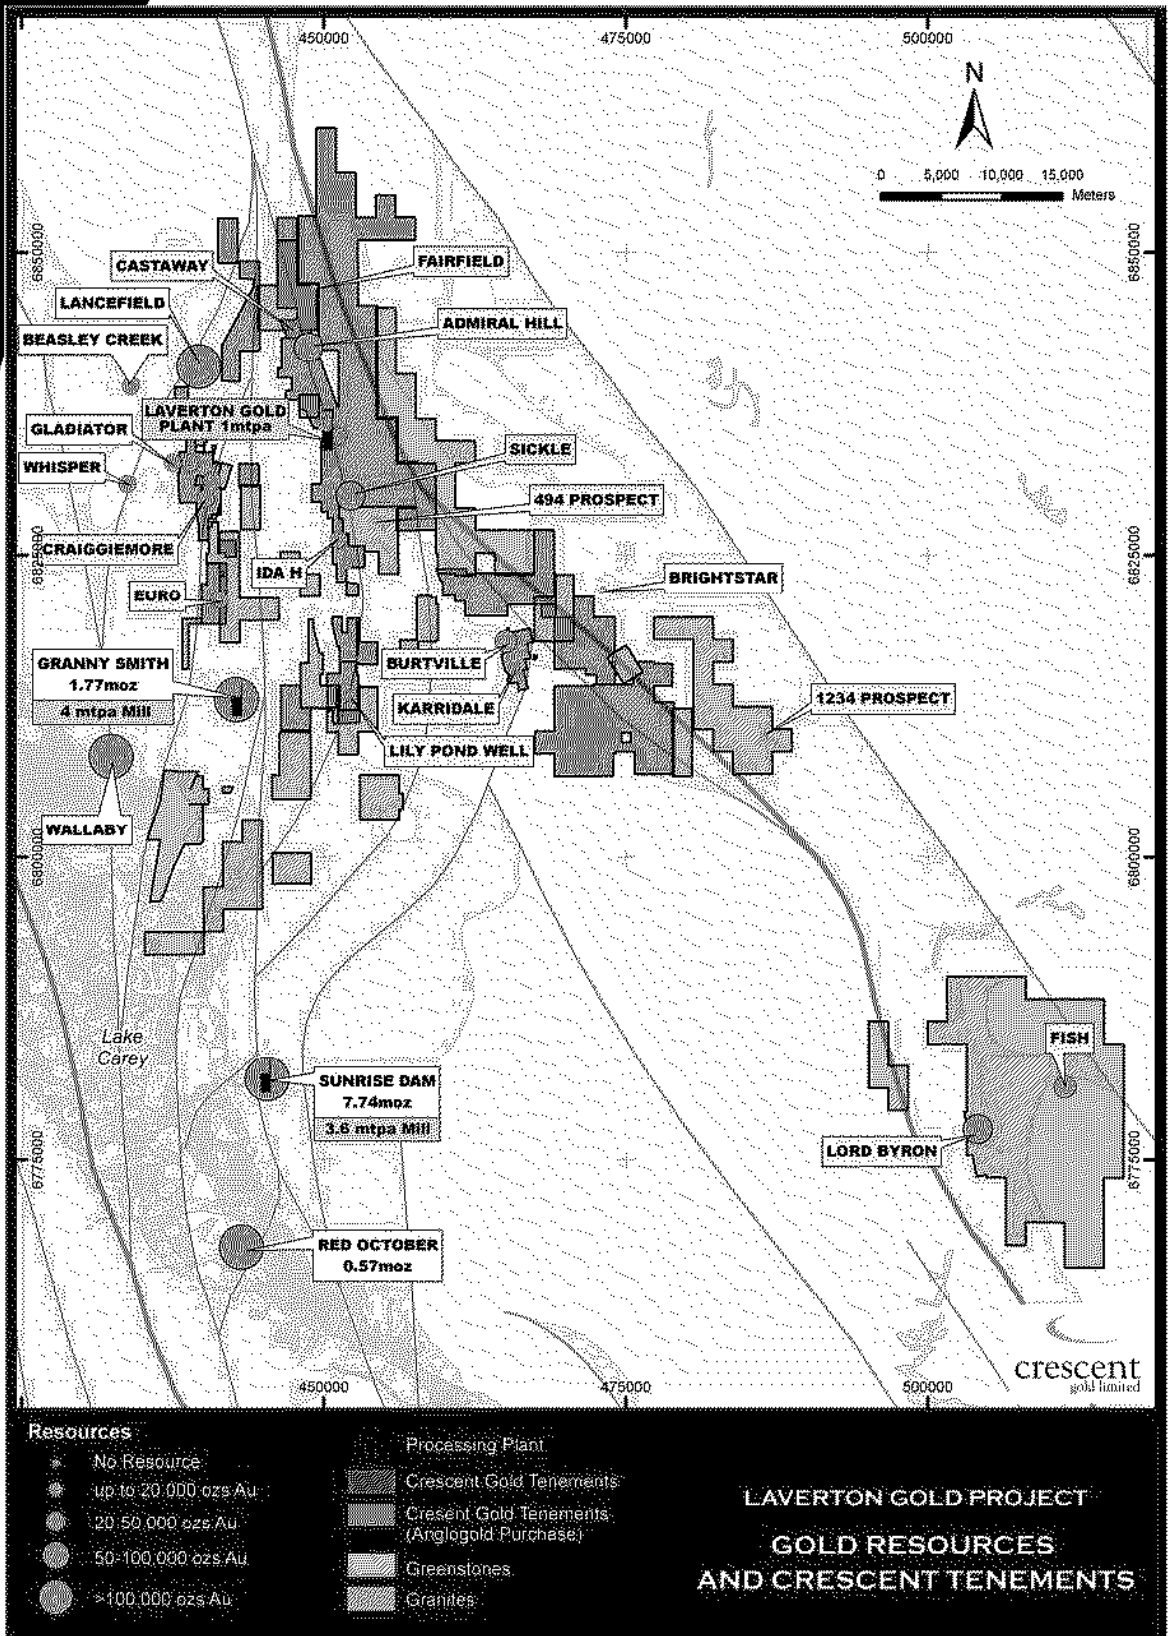 450000
475000
500000
N
0 5,000 10,000 15,000
Meters
6850000
6850000
CASTAWAY
FAIRFIELD
LANCEFIELD
ADMIRAL HILL
BEASLEY CREEK
LAVERTON GOLD
PLANT 1mtpa
GLADIATOR
SICKLE
WHISPER
494 PROSPECT
CRAIGGIEMORE
6825000
6825000
IDA H
BRIGHTSTAR
EURO
GRANNY SMITH
1.77moz
4 mtpa Mill
BURTVILLE
KARRIDALE
1234 PROSPECT
LILY POND WELL
WALLABY
6800000
6800000
Lake
Carey
FISH
SUNRISE DAM
7.74moz
3.6 mtpa Mill
LORD BYRON
6775000
6775000
RED OCTOBER
0.57moz
crescent
gold limited
450000
475000
500000
Resources
No Resource
up to 20 000 ozs Au
20-50,000 ozs Au
50-100,000 ozs Au
>100,000 ozs Au
Processing Plant
Crescent Gold Tenements
Cresent Gold Tenements
(Anglogold Purchase)
Greenstones
Granites
LAVERTON GOLD PROJECT
GOLD RESOURCES
AND CRESCENT TENEMENTS